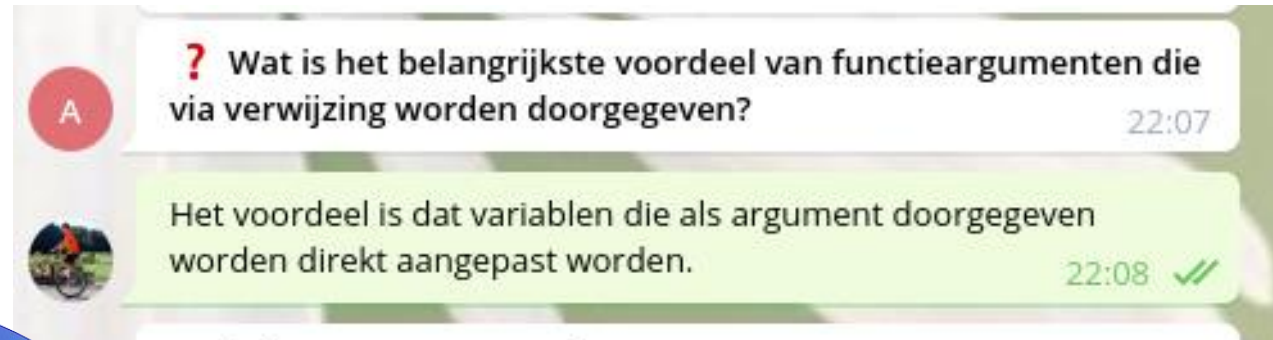 ❓ Wat is het belangrijkste voordeel van functieargumenten die
via verwijzing worden doorgegeven?
22:07
A
Het voordeel is dat variablen die als argument doorgegeven
worden direkt aangepast worden.
22:08